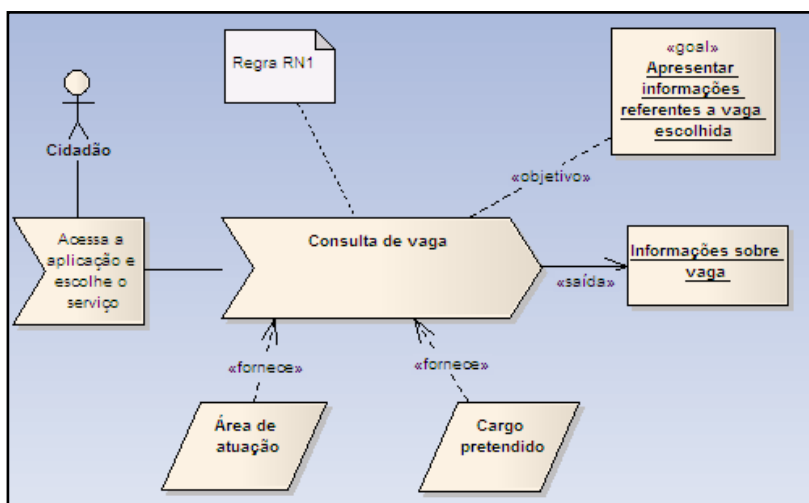 Regra RN1
«goal»
Apresentar
informações
referentes a vaga
escolhida
Cidadão
«objetivo»
Acessa a
aplicação e
escolhe o
serviço
Consulta de vaga
Informações sobre
vaga
«saída»
«fornece»
«fornece»
Área de
atuação
Cargo
pretendido